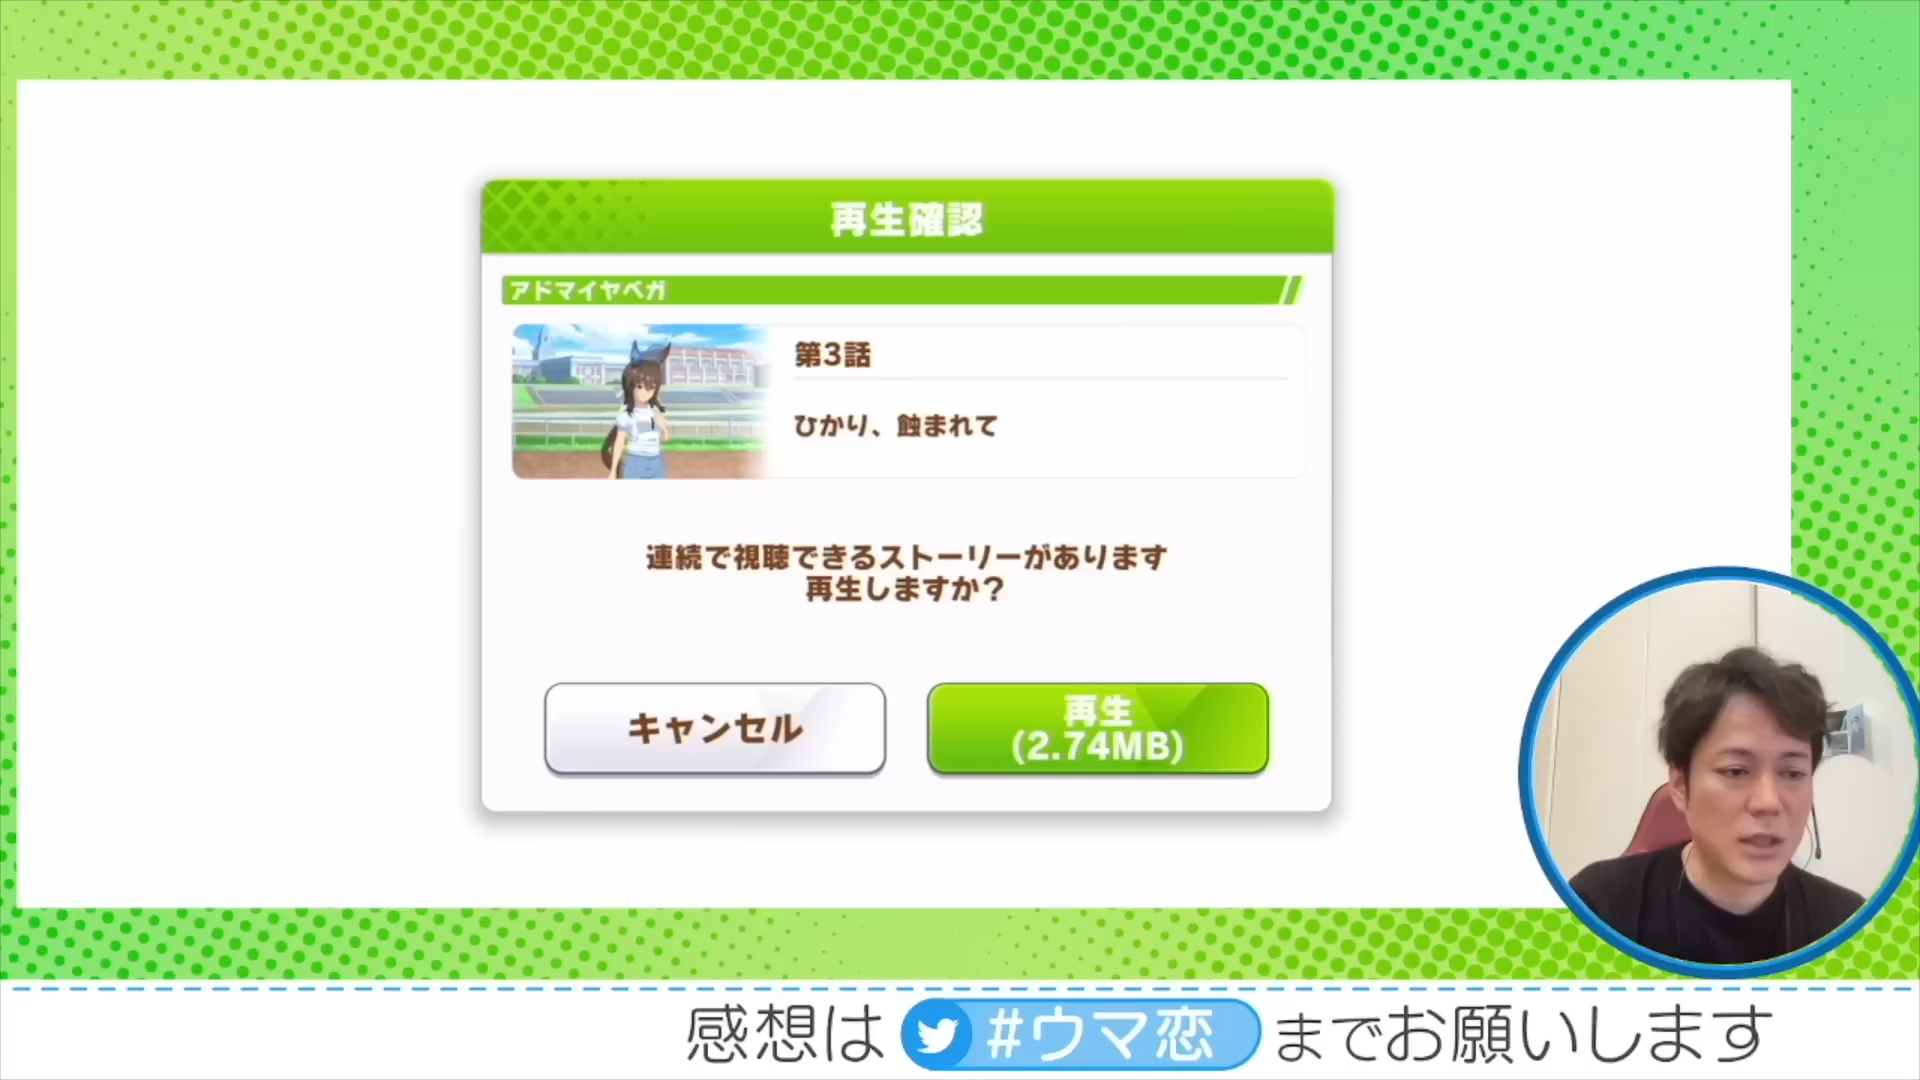 再生確認
アドマイヤベガ
第3話
ひかり、蝕まれて
連続で視聴できるストーリーがあります
再生しますか?
キャンセル
再生
(2.74MB)
感想は #ウマ恋 までお願いします